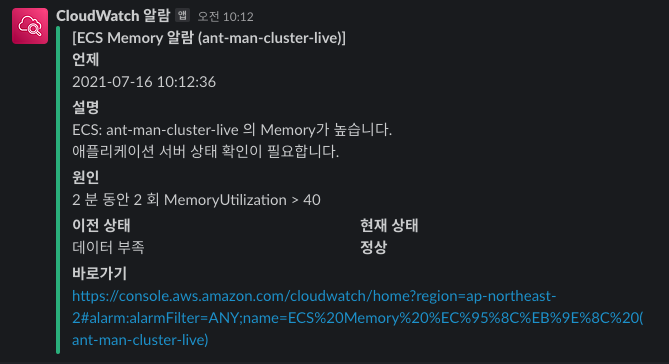 CloudWatch 알람 앱 오전 10:12
[ECS Memory 알람 (ant-man-cluster-live)]
언제
2021-07-16 10:12:36
설명
ECS: ant-man-cluster-live 의 Memory가 높습니다.
애플리케이션 서버 상태 확인이 필요합니다.
원인
2 분 동안 2 회 MemoryUtilization > 40
이전 상태 현재 상태
데이터 부족 정상
바로가기
https://console.aws.amazon.com/cloudwatch/home?region=ap-northeast-
2#alarm:alarmFilter=ANY;name=ECS%20Memory%20%EC%95%8C%EB%9E%8C%20(
ant-man-cluster-live)